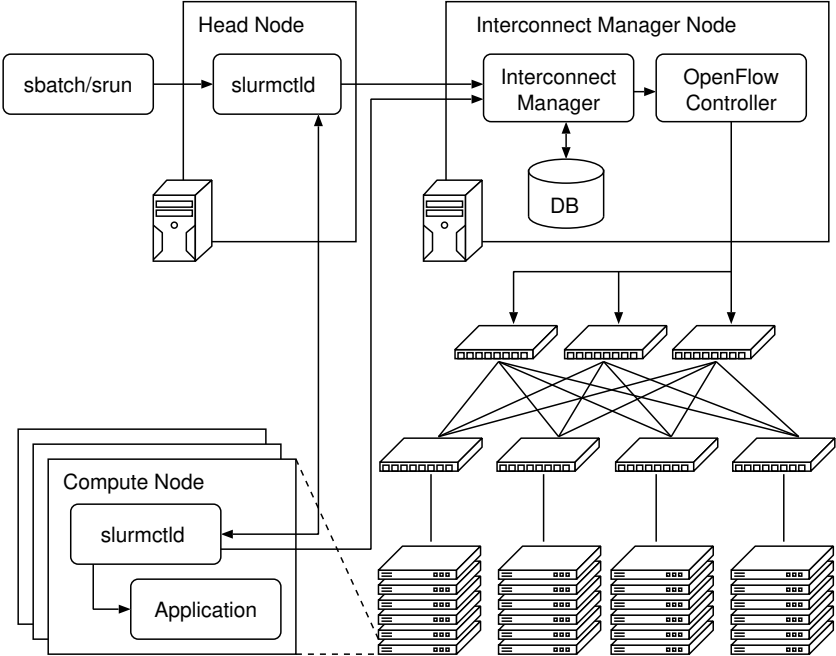 Head Node
Interconnect Manager Node
sbatch/srun
slurmctld
Interconnect
Manager
OpenFlow
Controller
DB
Compute Node
slurmctld
Application